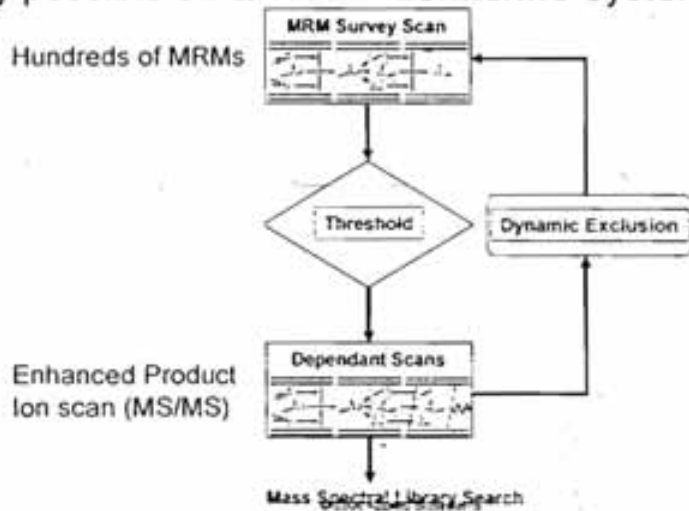 MRM Survey Scan
Hundreds of MRMs
Threshold
Dynamic Exclusion
Dependant Scans
Enhanced Product
Ion scan (MS/MS)
Mass Spectral Library Search